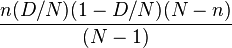 n(D/N)(1 - D/N)(N - n)
(N - 1)